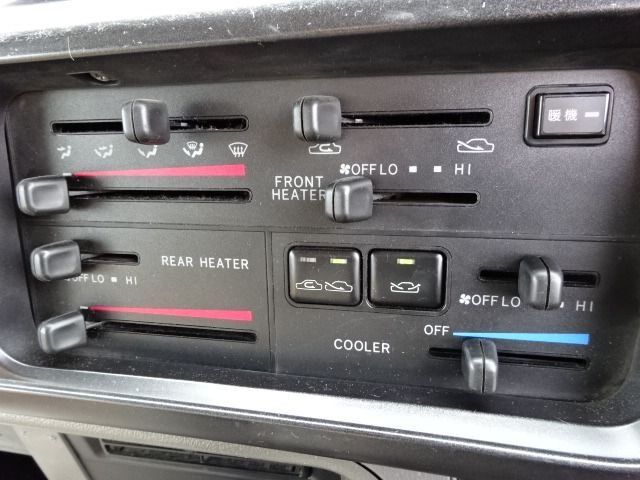 暖機
OFF LO HI
FRONT
HEATER
REAR HEATER
OFF LO HI
OFF LO HI
OFF
COOLER